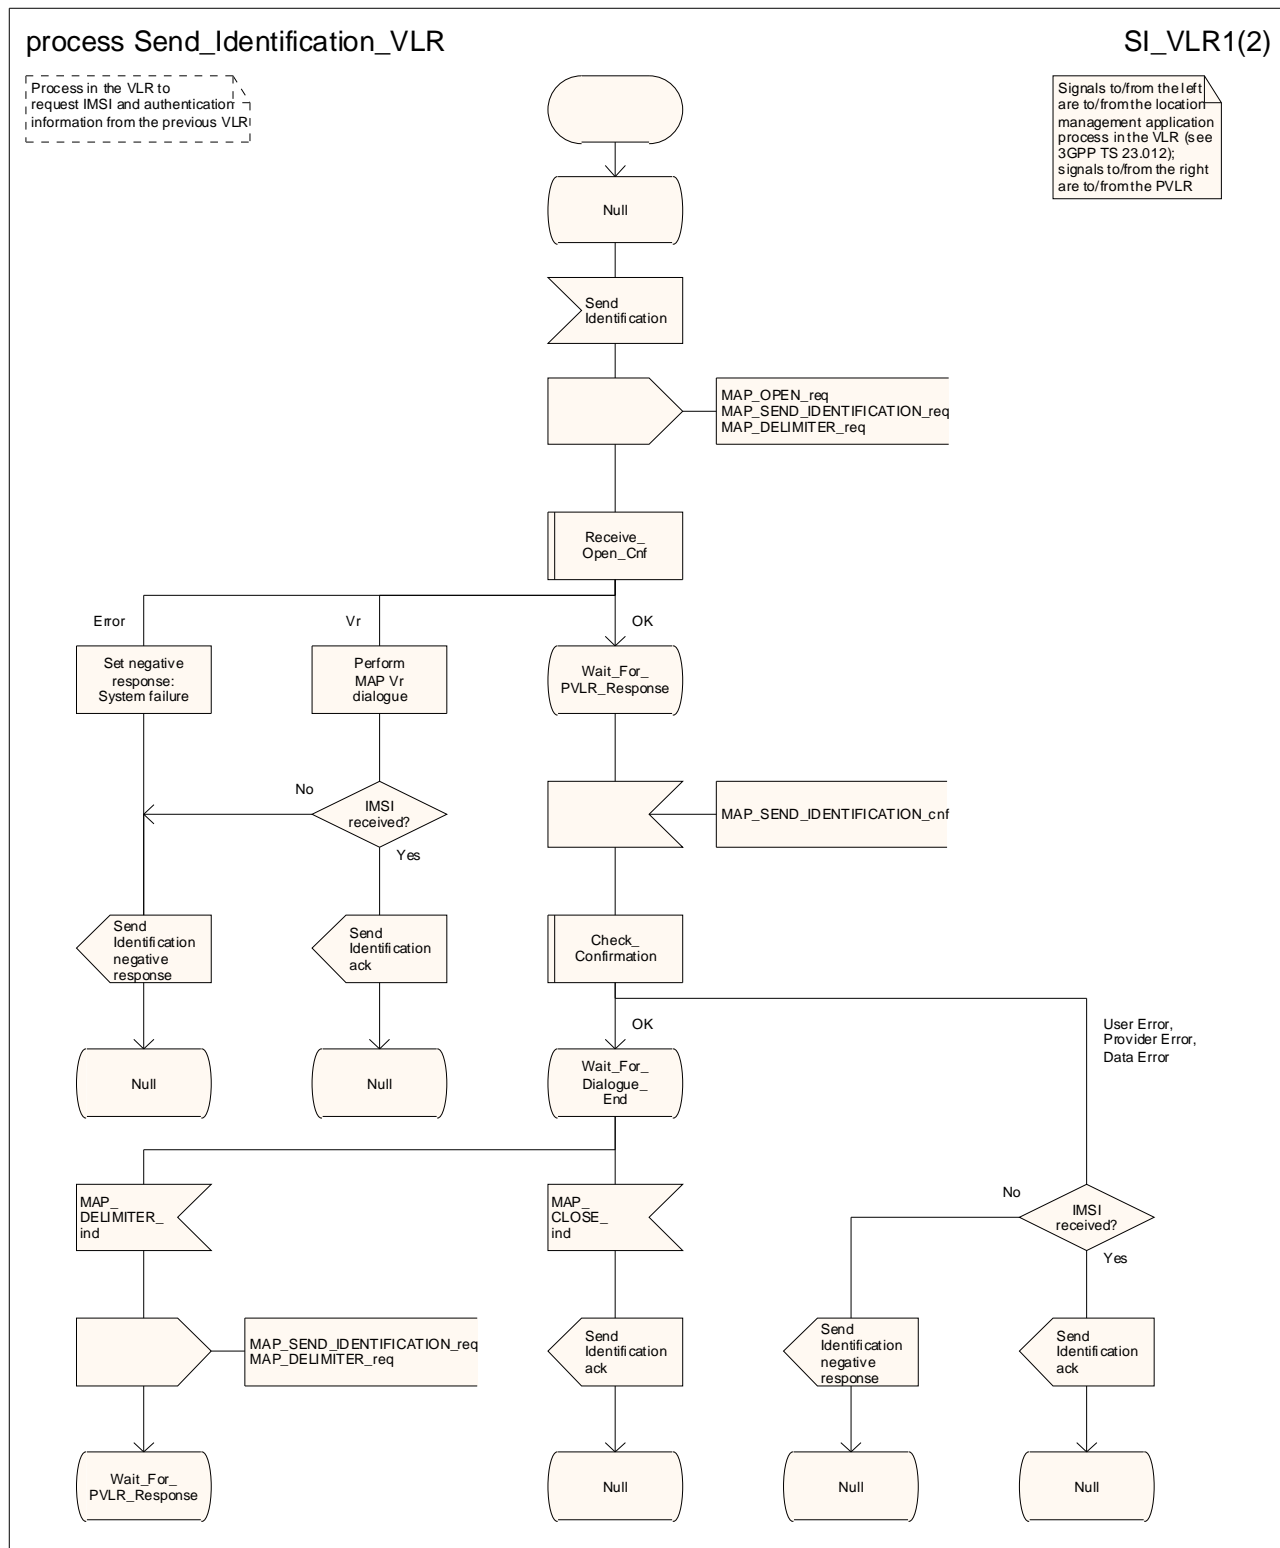 process Send_Identification_VLR
SI_VLR1(2)
Process in the VLR to
request IMSI and authentication
information from the previous VLR
Signals to/from the left
are to/from the location
management application
process in the VLR (see
3GPP TS 23.012);
signals to/from the right
are to/from the PVLR
Null
Send
Identification
MAP_OPEN_req
MAP_SEND_IDENTIFICATION_req
MAP_DELIMITER_req
Receive_
Open_Cnf
Error
Vr
OK
Set negative
response:
System failure
Perform
MAP Vr
dialogue
Wait_For_
PVLR_Response
No
IMSI
received?
Yes
MAP_SEND_IDENTIFICATION_cnf
Send
Identification
negative
response
Send
Identification
ack
Check_
Confirmation
OK
User Error,
Provider Error,
Data Error
Null
Null
Wait_For_
Dialogue_
End
MAP_
DELIMITER_
ind
MAP_
CLOSE_
ind
No
IMSI
received?
Yes
MAP_SEND_IDENTIFICATION_req
MAP_DELIMITER_req
Send
Identification
ack
Send
Identification
negative
response
Send
Identification
ack
Wait_For_
PVLR_Response
Null
Null
Null